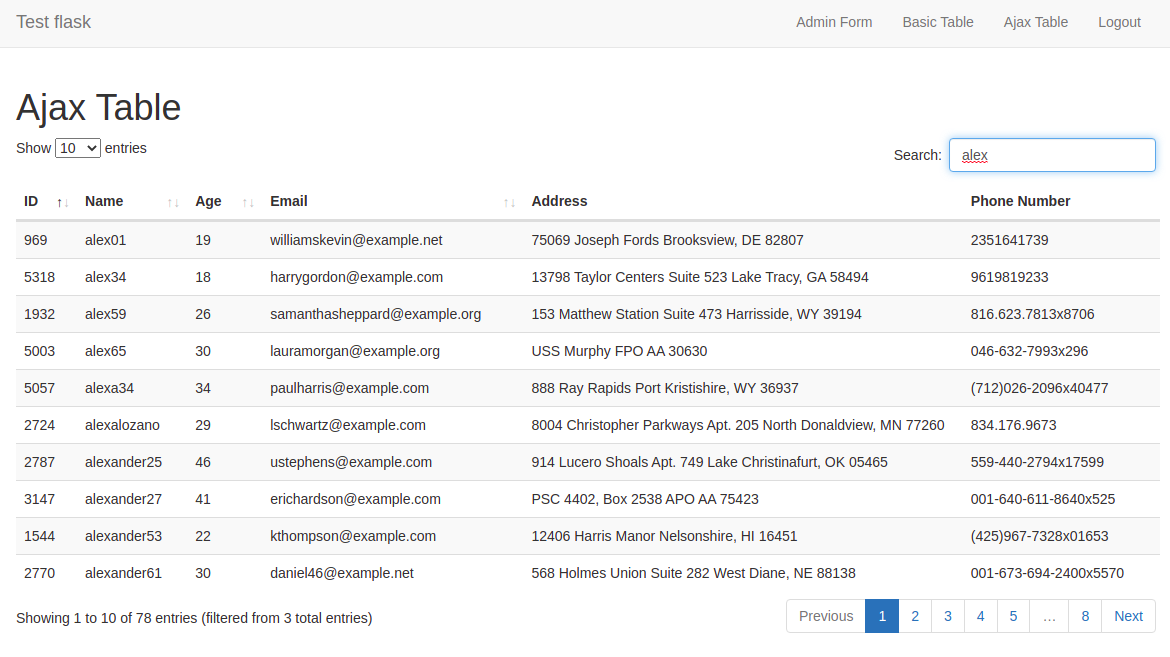 Test flask Admin Form Basic Table Ajax Table Logout
Ajax Table
Show 10 entries
Search: alex
ID ↑↓ Name ↑↓ Age ↑↓ Email ↑↓ Address Phone Number
969 alex01 19 williamskevin@example.net 75069 Joseph Fords Brooksview, DE 82807 2351641739
5318 alex34 18 harrygordon@example.com 13798 Taylor Centers Suite 523 Lake Tracy, GA 58494 9619819233
1932 alex59 26 samanthasheppard@example.org 153 Matthew Station Suite 473 Harrisside, WY 39194 816.623.7813x8706
5003 alex65 30 lauramorgan@example.org USS Murphy FPO AA 30630 046-632-7993x296
5057 alexa34 34 paulharris@example.com 888 Ray Rapids Port Kristishire, WY 36937 (712)026-2096x40477
2724 alexalozano 29 lschwartz@example.com 8004 Christopher Parkways Apt. 205 North Donaldview, MN 77260 834.176.9673
2787 alexander25 46 ustephens@example.com 914 Lucero Shoals Apt. 749 Lake Christinafurt, OK 05465 559-440-2794x17599
3147 alexander27 41 erichardson@example.com PSC 4402, Box 2538 APO AA 75423 001-640-611-8640x525
1544 alexander53 22 kthompson@example.com 12406 Harris Manor Nelsonshire, HI 16451 (425)967-7328x01653
2770 alexander61 30 daniel46@example.net 568 Holmes Union Suite 282 West Diane, NE 88138 001-673-694-2400x5570
Showing 1 to 10 of 78 entries (filtered from 3 total entries)
Previous 1 2 3 4 5 … 8 Next